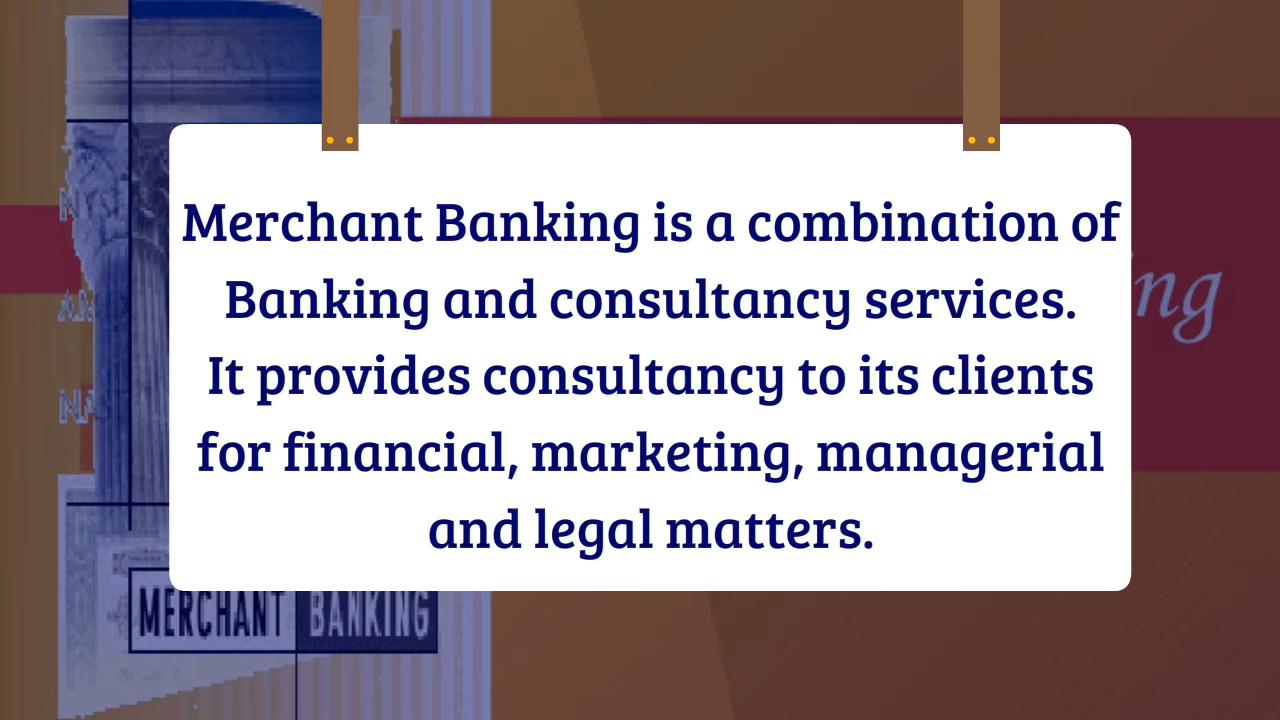 Merchant Banking is a combination of
Banking and consultancy services.
It provides consultancy to its clients
for financial, marketing, managerial
and legal matters.
MERCHANT BANKING